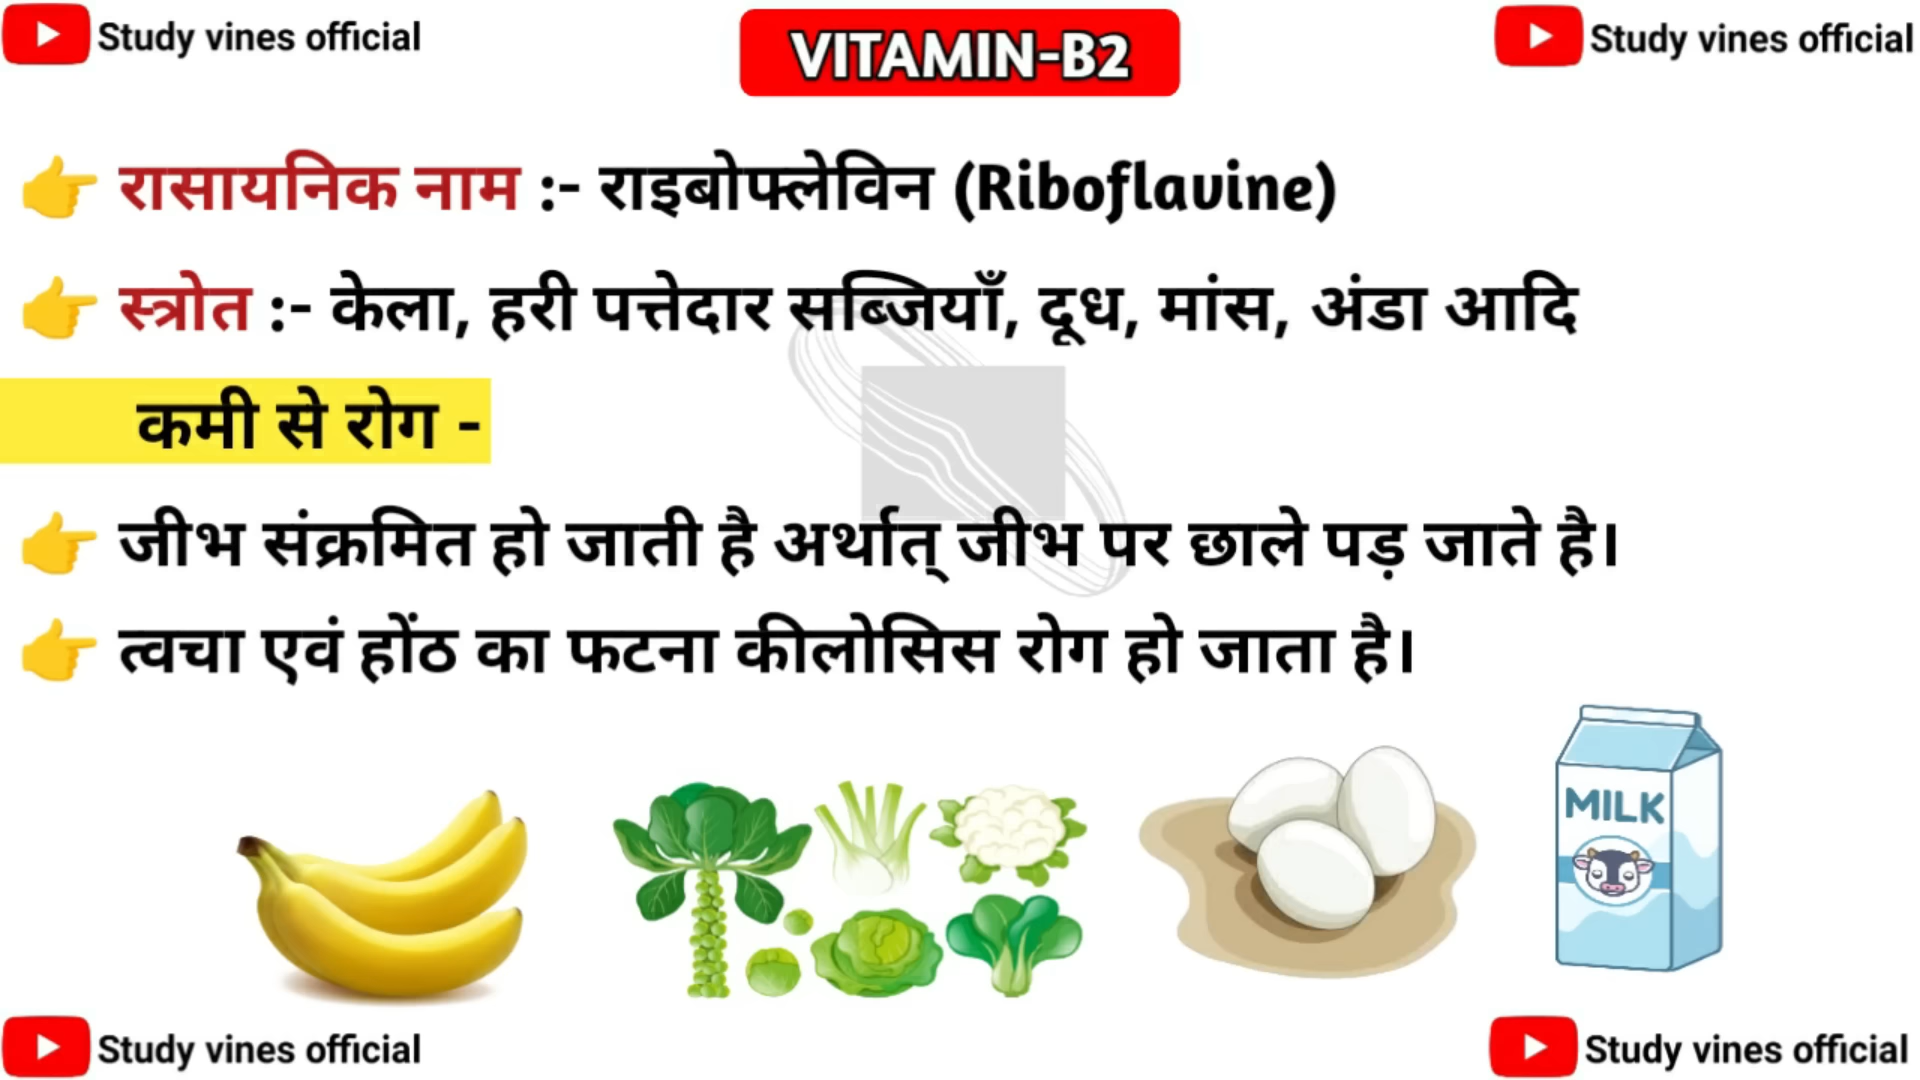 Study vines official
VITAMIN-B2
Study vines official
रासायनिक नाम :- राइबोफ्लेविन (Riboflavine)
स्त्रोत :- केला, हरी पत्तेदार सब्जियाँ, दूध, मांस, अंडा आदि
कमी से रोग -
जीभ संक्रमित हो जाती है अर्थात् जीभ पर छाले पड़ जाते है।
त्वचा एवं होंठ का फटना कीलोसिस रोग हो जाता है।
MILK
Study vines official
Study vines official